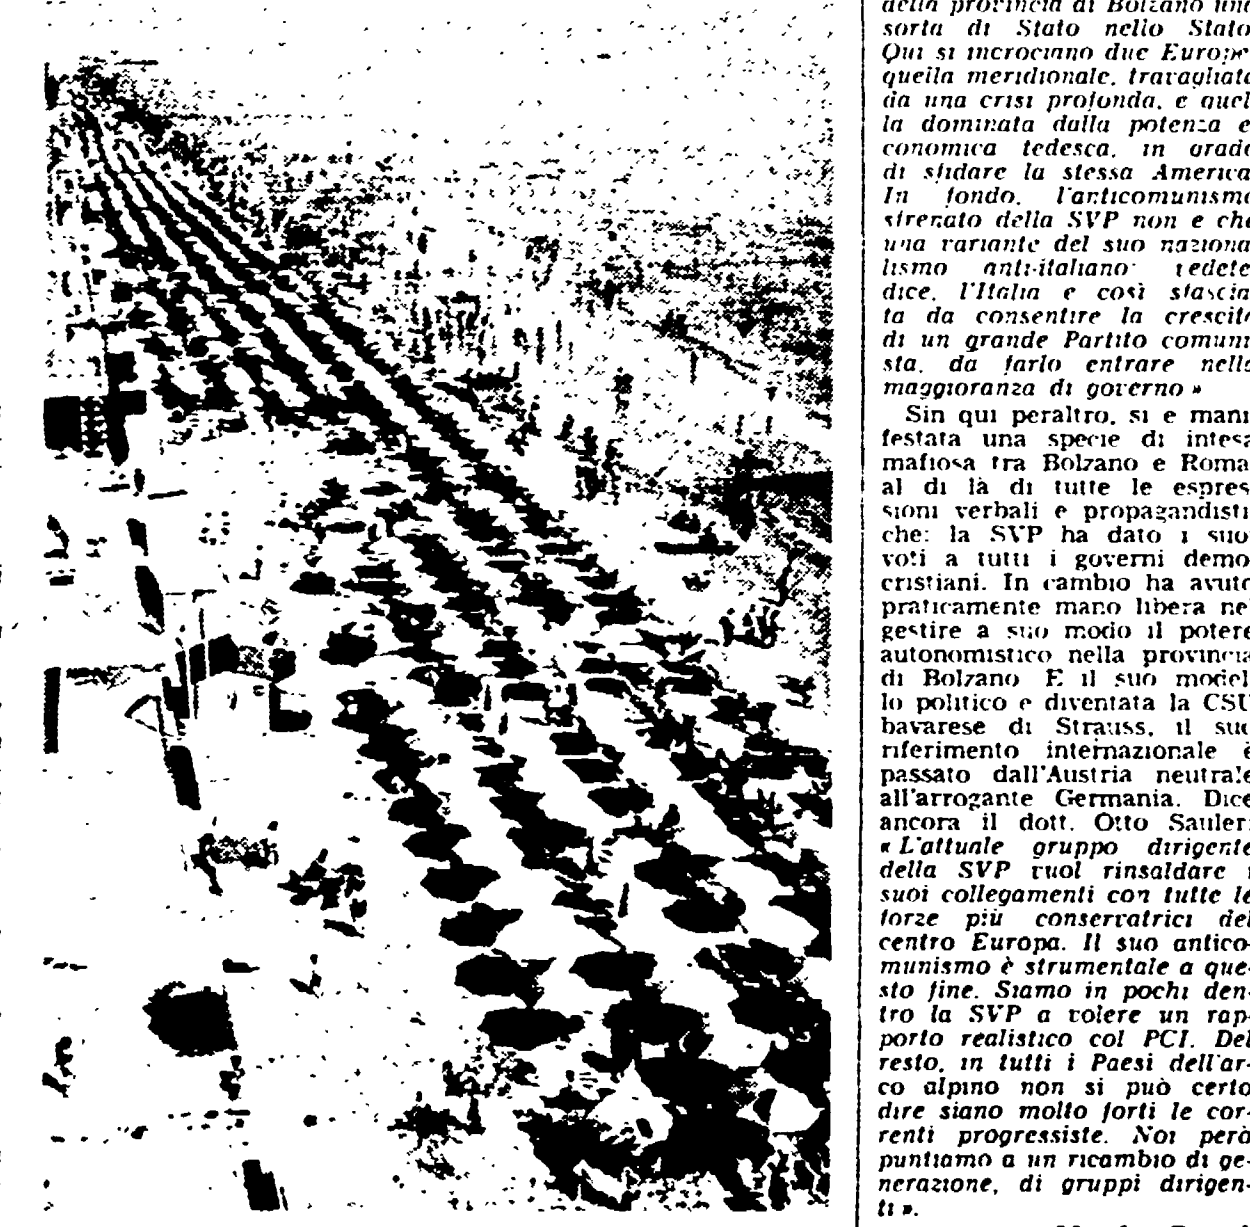 della provincia di Bolzano una
sorta di Stato nello Stato
Qui si incrociano due Europe
quella meridionale, travagliata
da una crisi profonda, e quel
la dominata dalla potenza e
conomica tedesca, in grado
di sfidare la stessa America
In fondo, l'anticomunismo
sfrenato della SVP non e che
una variante del suo naziona
lismo anti-italiano: vedete
dice, l'Italia e così sfascia
ta da consentire la crescita
di un grande Partito comuni
sta, da farlo entrare nella
maggioranza di governo »
Sin qui peraltro, si e mani
festata una specie di intesa
mafiosa tra Bolzano e Roma
al di là di tutte le espres
sioni verbali e propagandisti
che: la SVP ha dato i suoi
voti a tutti i governi demo
cristiani. In cambio ha avuto
praticamente mano libera nel
gestire a suo modo il potere
autonomistico nella provincia
di Bolzano E il suo model
lo politico e diventata la CSU
bavarese di Strauss, il suo
riferimento internazionale è
passato dall'Austria neutrale
all'arrogante Germania. Dice
ancora il dott. Otto Sauler:
« L'attuale gruppo dirigente
della SVP vuol rinsaldare i
suoi collegamenti con tutte le
forze più conservatrici del
centro Europa. Il suo antico-
munismo è strumentale a que-
sto fine. Siamo in pochi den-
tro la SVP a volere un rap-
porto realistico col PCI. Del
resto, in tutti i Paesi dell'ar-
co alpino non si può certo
dire siano molto forti le cor-
renti progressiste. Noi però
puntiamo a un ricambio di ge-
nerazione, di gruppi dirigen-
ti ».